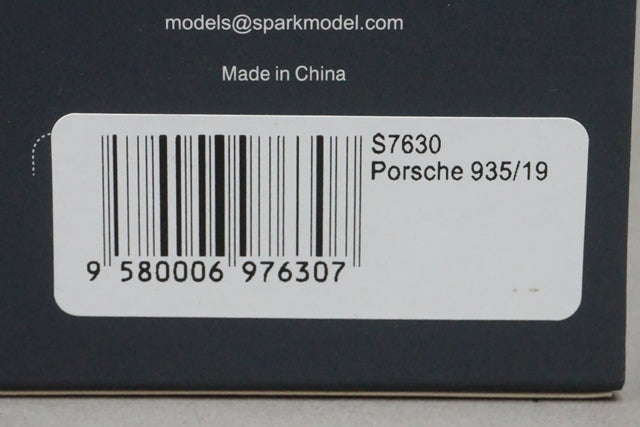 models@sparkmodel.com
Made in China
S7630
Porsche 935/19
9 580006 976307